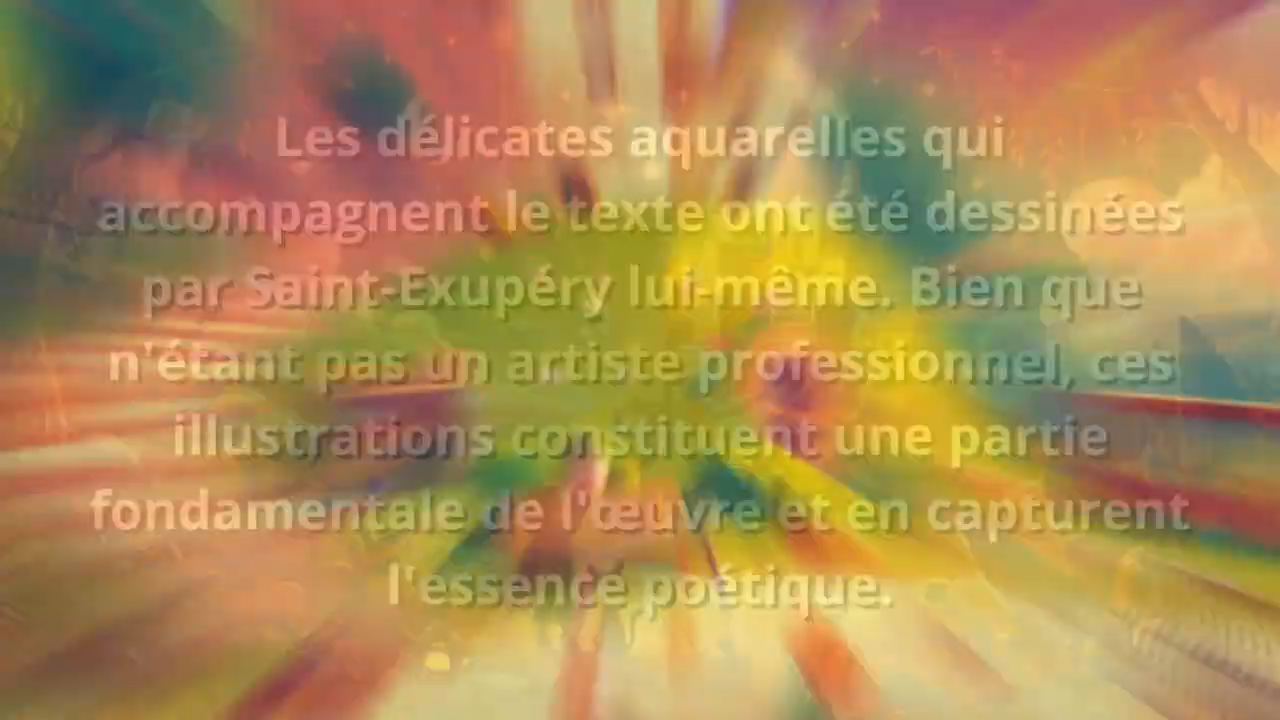 Les délicates aquarelles qui
accompagnent le texte ont été dessinées
par Saint-Exupéry lui-même. Bien que
n'étant pas un artiste professionnel, ces
illustrations constituent une partie
fondamentale de l'œuvre et en capturent
l'essence poétique.